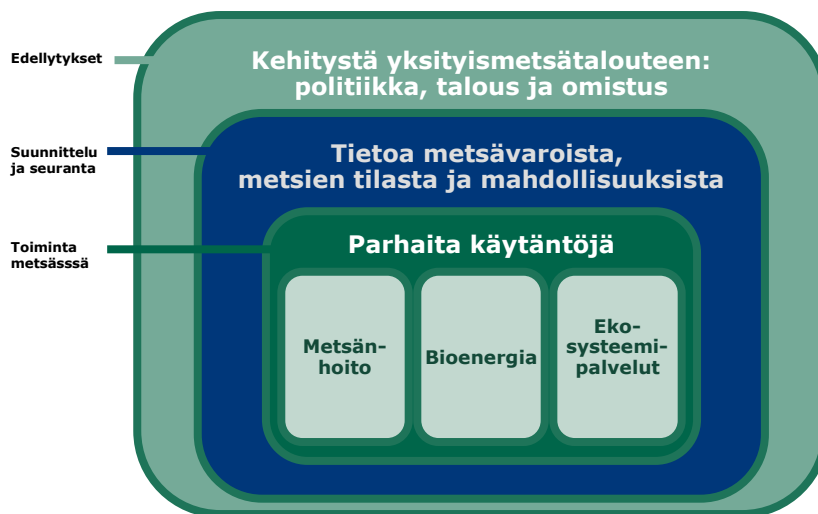 Edellytykset
Kehitystä yksityismetsätalouteen:
politiikka, talous ja omistus
Suunnittelu
ja seuranta
Tietoa metsävaroista,
metsien tilasta ja mahdollisuuksista
Toiminta
metsässsä
Parhaita käytäntöjä
Metsän-
hoito
Bioenergia
Eko-
systeemi-
palvelut